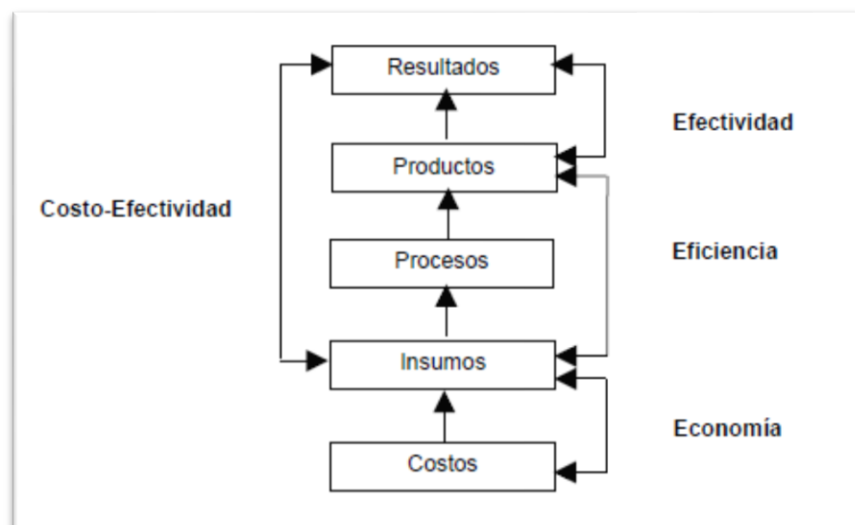 Resultados
Efectividad
Productos
Costo-Efectividad
Procesos
Eficiencia
Insumos
Economía
Costos